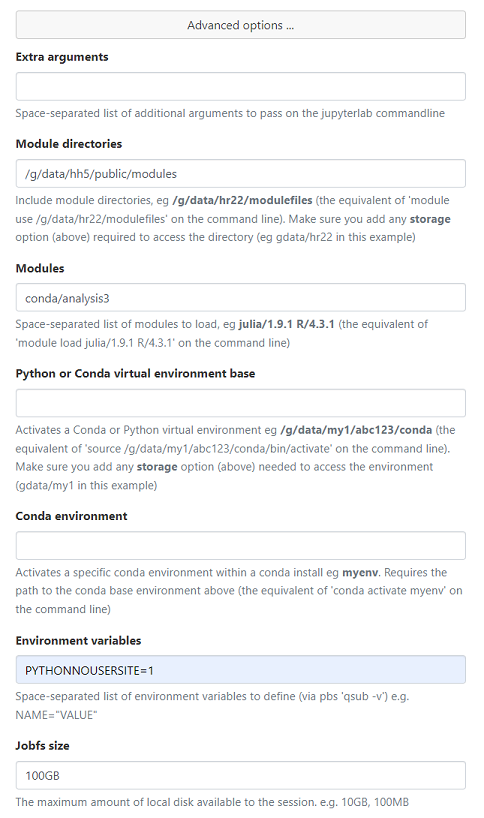 Advanced options ...
Extra arguments
Space-separated list of additional arguments to pass on the jupyterlab commandline
Module directories
/g/data/hh5/public/modules
Include module directories, eg /g/data/hr22/modulefiles (the equivalent of 'module
use /g/data/hr22/modulefiles' on the command line). Make sure you add any storage
option (above) required to access the directory (eg gdata/hr22 in this example)
Modules
conda/analysis3
Space-separated list of modules to load, eg julia/1.9.1 R/4.3.1 (the equivalent of
'module load julia/1.9.1 R/4.3.1' on the command line)
Python or Conda virtual environment base
Activates a Conda or Python virtual environment eg /g/data/my1/abc123/conda (the
equivalent of 'source /g/data/my1/abc123/conda/bin/activate' on the command line).
Make sure you add any storage option (above) needed to access the environment
(gdata/my1 in this example)
Conda environment
Activates a specific conda environment within a conda install eg myenv. Requires the
path to the conda base environment above (the equivalent of 'conda activate myenv' on
the command line)
Environment variables
PYTHONNOUSERSITE=1
Space-separated list of environment variables to define (via pbs 'qsub -v') e.g.
NAME="VALUE"
Jobfs size
100GB
The maximum amount of local disk available to the session. e.g. 10GB, 100MB